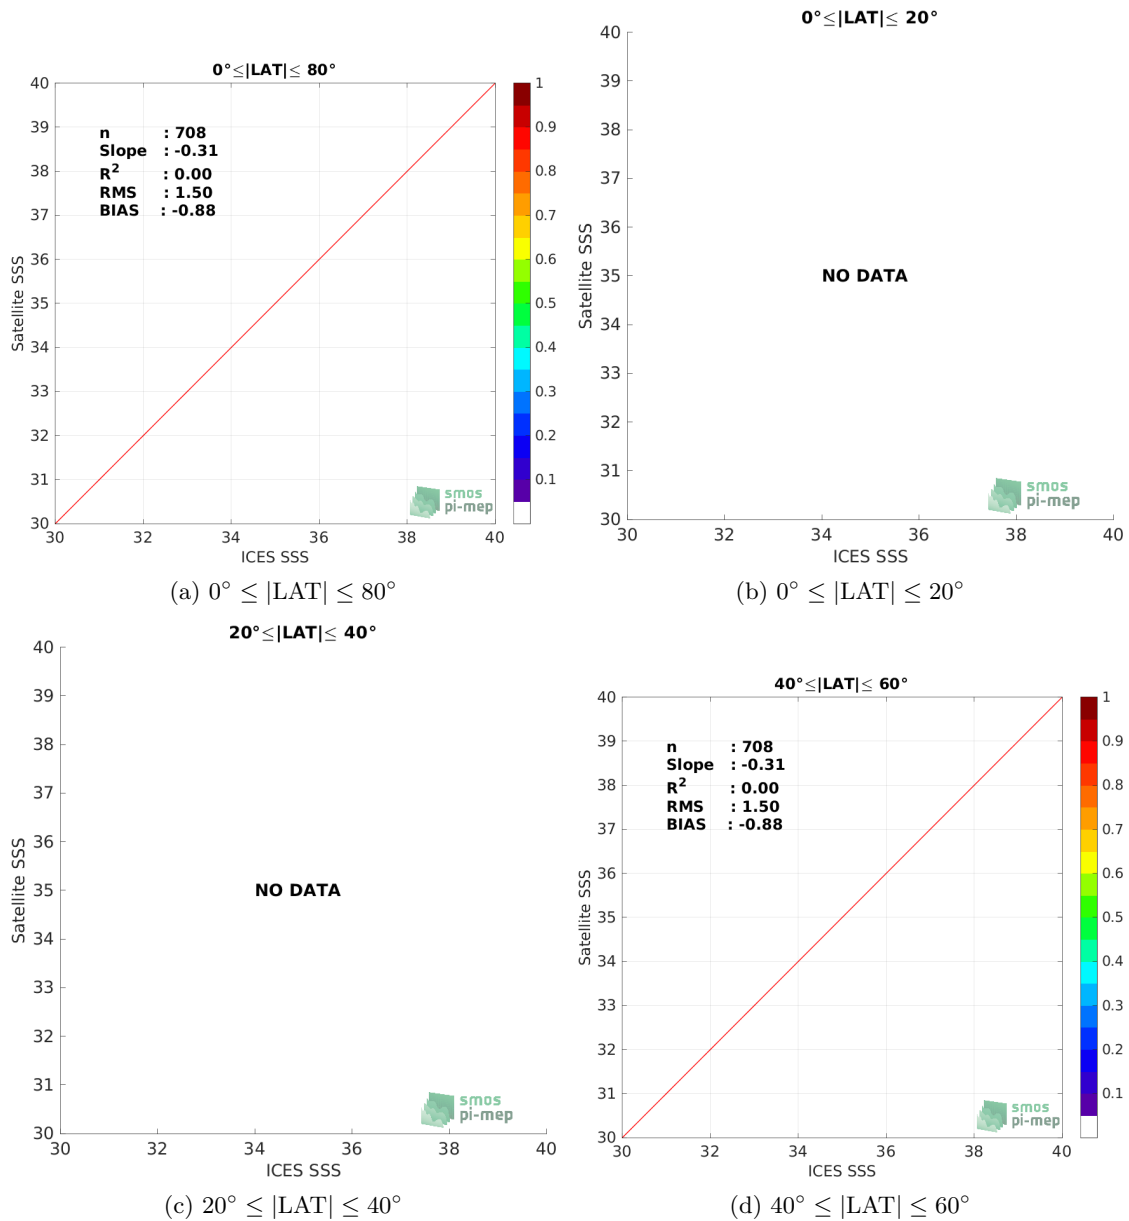 0°≤|LAT|≤ 80°
40
39
38
37
36
35
34
33
32
31
30
Satellite SSS
n : 708
Slope : -0.31
R² : 0.00
RMS : 1.50
BIAS : -0.88
smos
pi-mep
30 32 34 36 38 40
ICES SSS
1
0.9
0.8
0.7
0.6
0.5
0.4
0.3
0.2
0.1
(a) 0° ≤ |LAT| ≤ 80°
0°≤|LAT|≤ 20°
40
39
38
37
36
35
34
33
32
31
30
Satellite SSS
NO DATA
smos
pi-mep
30 32 34 36 38 40
ICES SSS
(b) 0° ≤ |LAT| ≤ 20°
20°≤|LAT|≤ 40°
40
39
38
37
36
35
34
33
32
31
30
Satellite SSS
NO DATA
smos
pi-mep
30 32 34 36 38 40
ICES SSS
(c) 20° ≤ |LAT| ≤ 40°
40°≤|LAT|≤ 60°
40
39
38
37
36
35
34
33
32
31
30
Satellite SSS
n : 708
Slope : -0.31
R² : 0.00
RMS : 1.50
BIAS : -0.88
smos
pi-mep
30 32 34 36 38 40
ICES SSS
1
0.9
0.8
0.7
0.6
0.5
0.4
0.3
0.2
0.1
(d) 40° ≤ |LAT| ≤ 60°